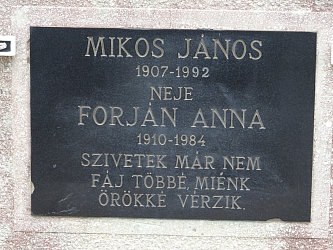 MIKOS JÁNOS
1907-1992
NEJE
FORJÁN ANNA
1910-1984
SZIVETEK MÁR NEM
FÁJ TÖBBÉ, MIÉNK
ÖRÖKKÉ VÉRZIK.